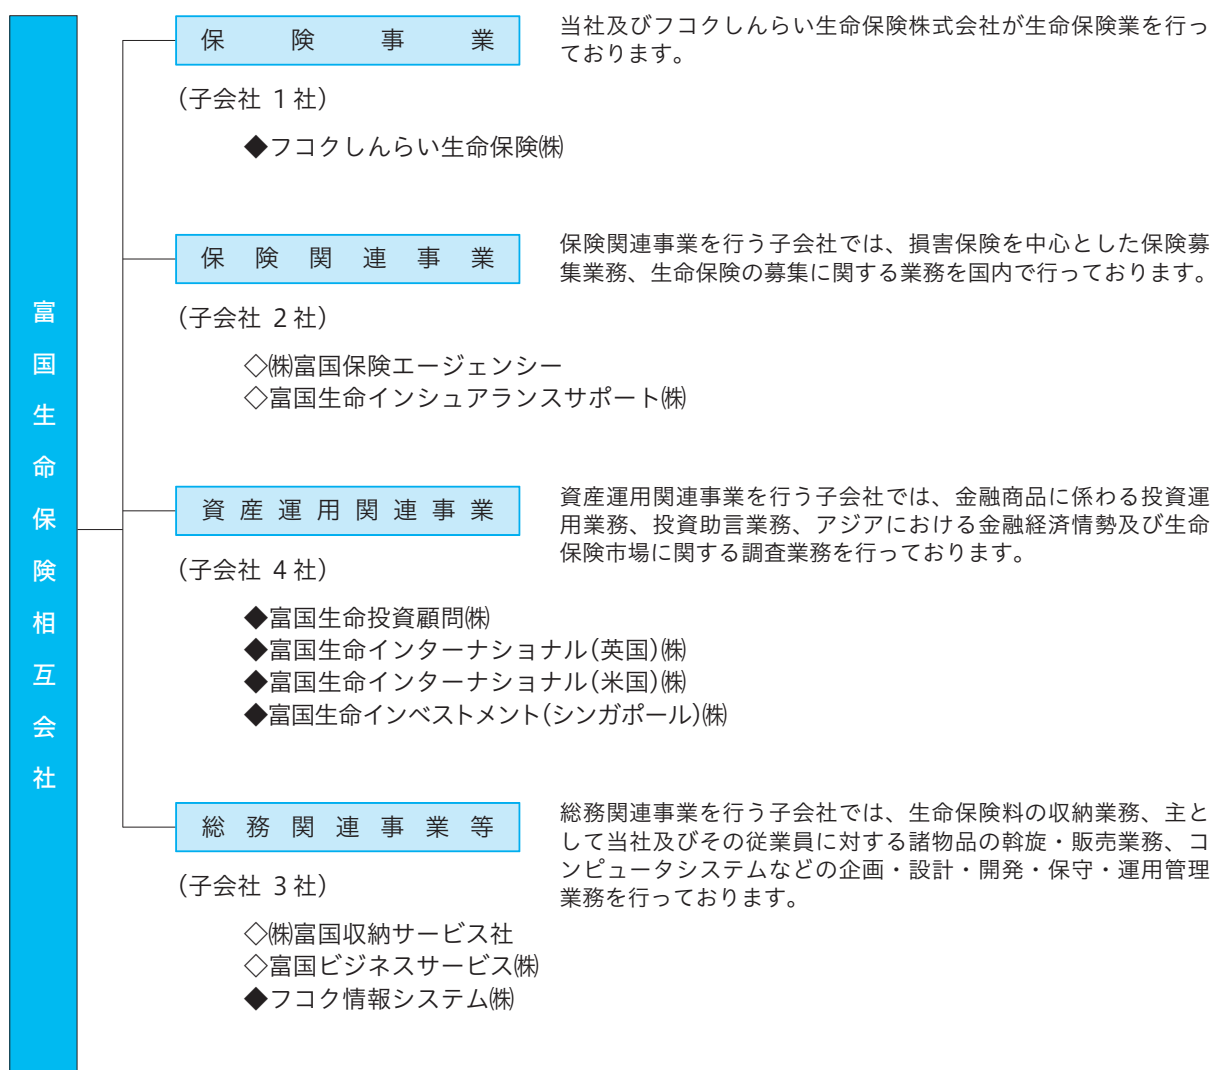 富国生命保険相互会社
保険事業
当社及びフコクしんらい生命保険株式会社が生命保険業を行っ
ております。
(子会社 1社)
◆フコクしんらい生命保険㈱
保険関連事業
保険関連事業を行う子会社では、損害保険を中心とした保険募
集業務、生命保険の募集に関する業務を国内で行っております。
(子会社 2社)
◇㈱富国保険エージェンシー
◇富国生命インシュアランスサポート㈱
資産運用関連事業
資産運用関連事業を行う子会社では、金融商品に係わる投資運
用業務、投資助言業務、アジアにおける金融経済情勢及び生命
保険市場に関する調査業務を行っております。
(子会社 4社)
◆富国生命投資顧問㈱
◆富国生命インターナショナル(英国)㈱
◆富国生命インターナショナル(米国)㈱
◆富国生命インベストメント(シンガポール)㈱
総務関連事業等
総務関連事業を行う子会社では、生命保険料の収納業務、主と
して当社及びその従業員に対する諸物品の斡旋・販売業務、コ
ンピュータシステムなどの企画・設計・開発・保守・運用管理
業務を行っております。
(子会社 3社)
◇㈱富国収納サービス社
◇富国ビジネスサービス㈱
◆フコク情報システム㈱